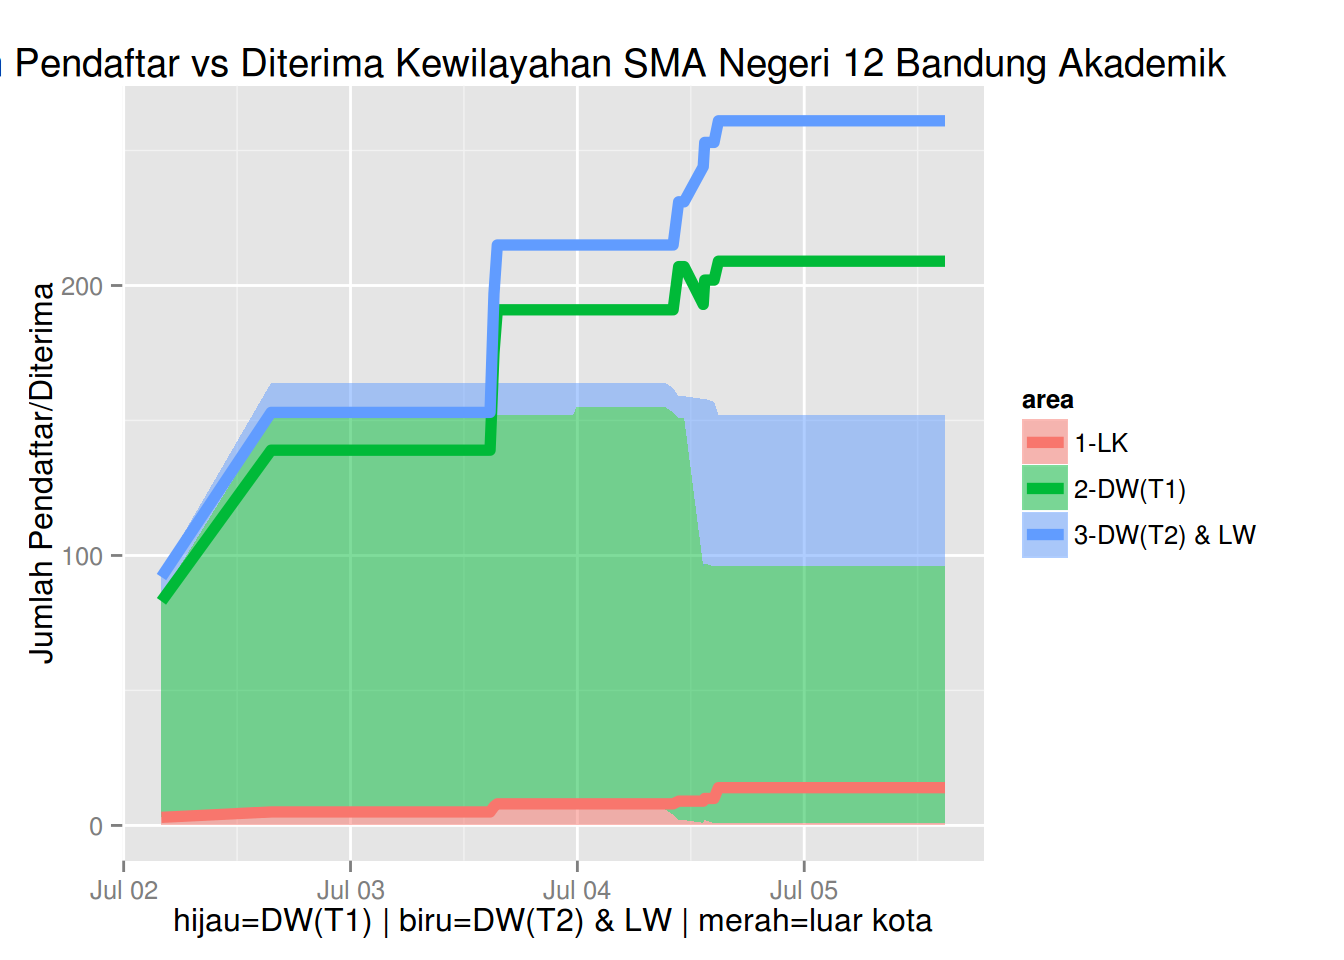 Pendaftar vs Diterima Kewilayahan SMA Negeri 12 Bandung Akademik
Jumlah Pendaftar/Diterima
200
100
0
Jul 02
Jul 03
Jul 04
Jul 05
hijau=DW(T1) | biru=DW(T2) & LW | merah=luar kota
area
1-LK
2-DW(T1)
3-DW(T2) & LW